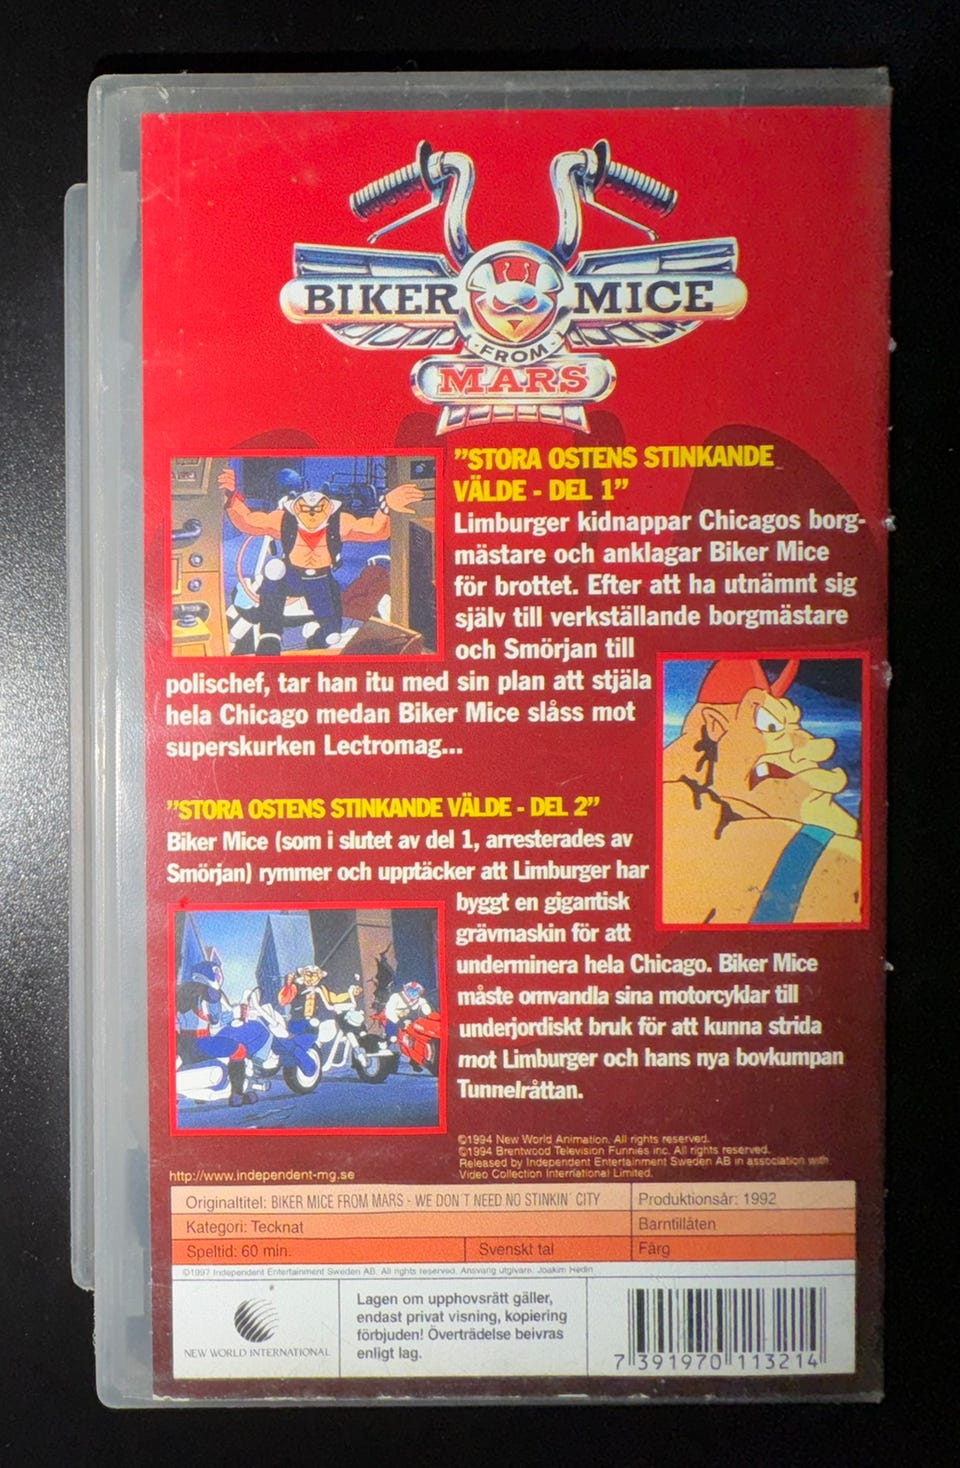 BIKER MICE
FROM
MARS
”STORA OSTENS STINKANDE
VÄLDE - DEL 1”
Limburger kidnappar Chicagos borg-
mästare och anklagar Biker Mice
för brottet. Efter att ha utnämnt sig
själv till verkställande borgmästare
och Smörjan till
polischef, tar han itu med sin plan att stjäla
hela Chicago medan Biker Mice slåss mot
superskurken Lectromag...
”STORA OSTENS STINKANDE VÄLDE - DEL 2”
Biker Mice (som i slutet av del 1, arresterades av
Smörjan) rymmer och upptäcker att Limburger har
byggt en gigantisk
grävmaskin för att
underminera hela Chicago. Biker Mice
måste omvandla sina motorcyklar till
underjordiskt bruk för att kunna strida
mot Limburger och hans nya bovkumpan
Tunnelråttan.
©1994 New World Animation. All rights reserved.
©1994 Brentwood Television Funnies inc. All rights reserved.
Released by Independent Entertainment Sweden AB in association with
Video Collection International Limited.
http://www.independent-mg.se
Originaltitel: BIKER MICE FROM MARS - WE DON´T NEED NO STINKIN´ CITY
Produktionsår: 1992
Kategori: Tecknat
Barntillåten
Speltid: 60 min.
Svenskt tal
Färg
©1997 Independent Entertainment Sweden AB. All rights reserved. Ansvarig utgivare: Joakim Hedin
NEW WORLD INTERNATIONAL
Lagen om upphovsrätt gäller,
endast privat visning, kopiering
förbjuden! Överträdelse beivras
enligt lag.
7 391970 113214